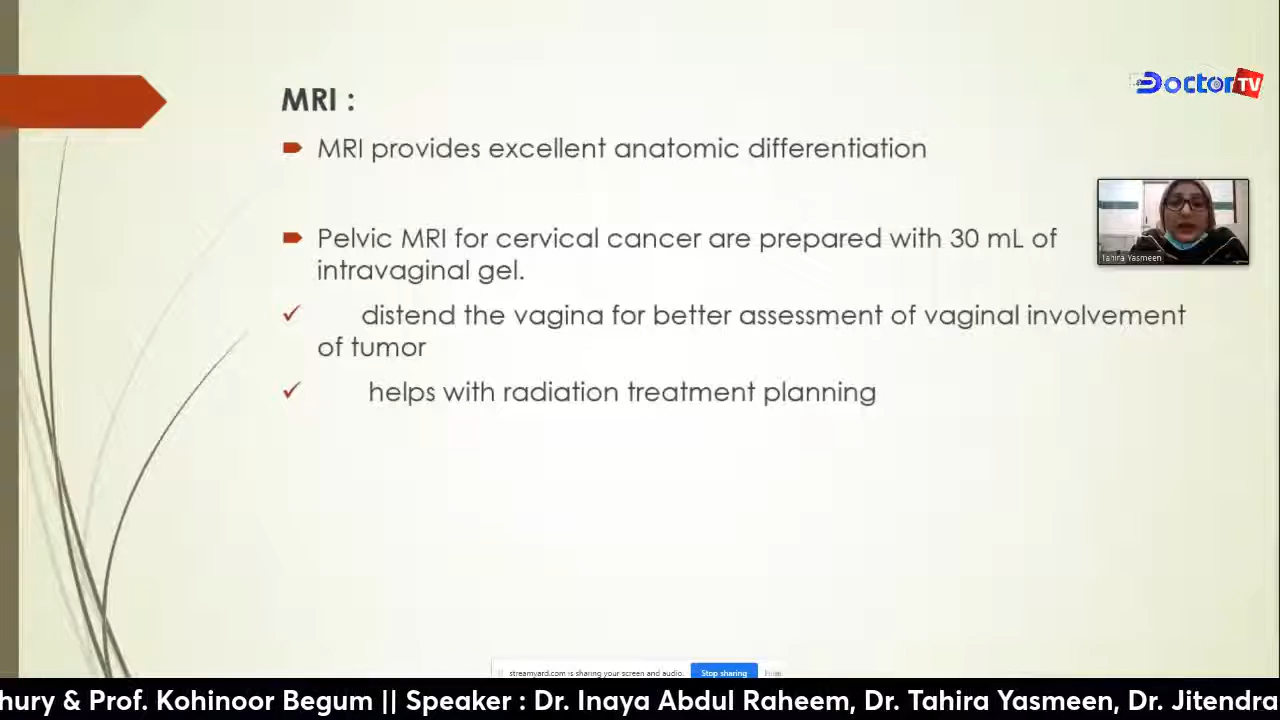 MRI :
DoctorTV
MRI provides excellent anatomic differentiation
Pelvic MRI for cervical cancer are prepared with 30 mL of
intravaginal gel.
Tahira Yasmeen
✓ distend the vagina for better assessment of vaginal involvement
of tumor
✓ helps with radiation treatment planning
streamyard.com is sharing your screen and audio. Stop sharing Hide
hury & Prof. Kohinoor Begum || Speaker : Dr. Inaya Abdul Raheem, Dr. Tahira Yasmeen, Dr. Jitendra